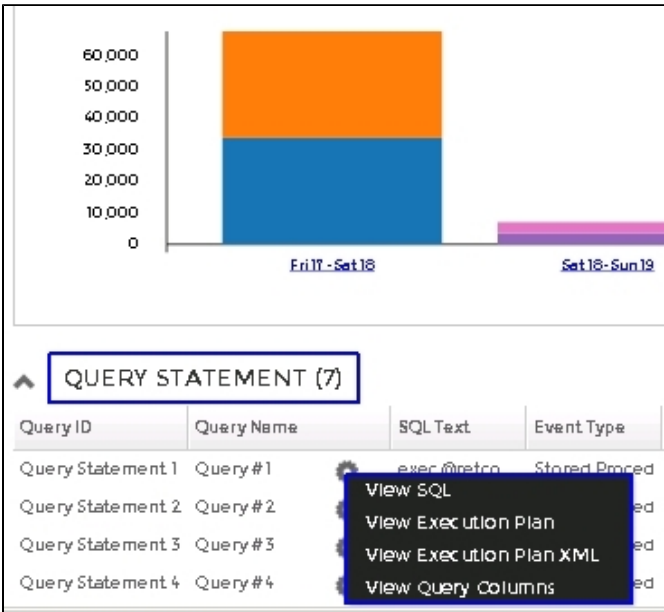 60,000
50,000
40,000
30,000
20,000
10,000
0
Fri 17 - Sat 18 Sat 18 - Sun 19
QUERY STATEMENT (7)
Query ID Query Name SQL Text Event Type
Query Statement 1 Query #1 exec @retco Stored Proced
View SQL
Query Statement 2 Query #2 View Execution Plan ed
Query Statement 3 Query #3 View Execution Plan XML ed
Query Statement 4 Query #4 View Query Columns ed